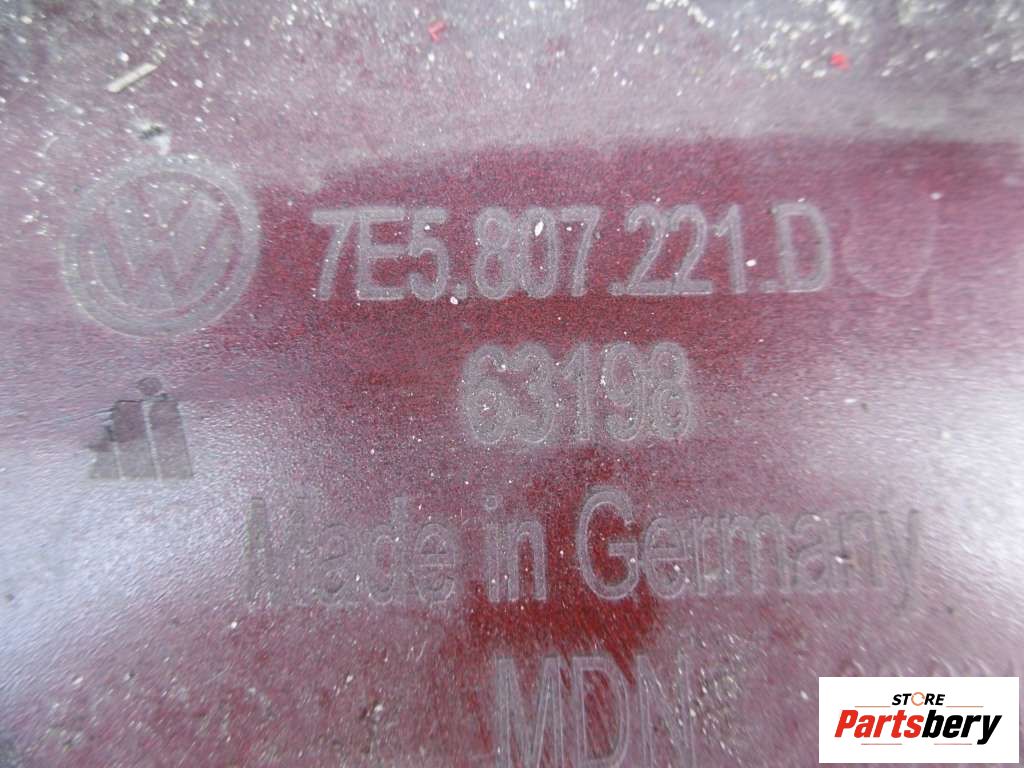 7E5.807.221.D
63198
Made in Germany
MDN
STORE
Partsbery